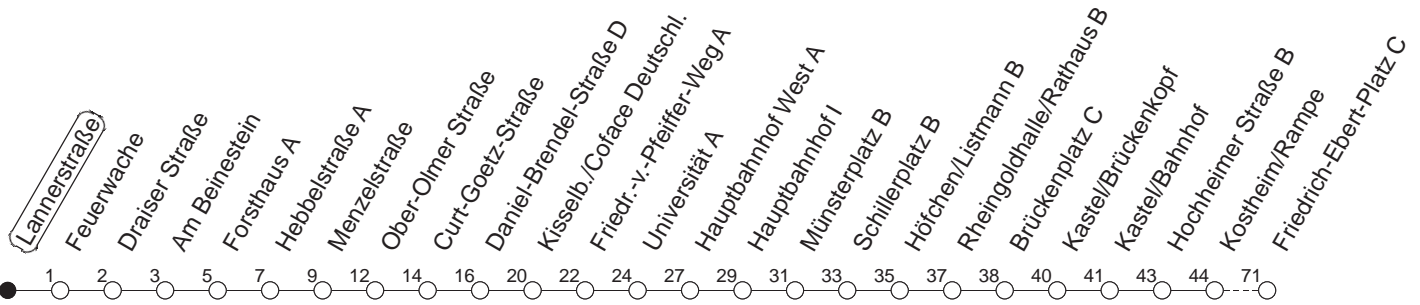 Lannerstraße
Feuerwache
Draiser Straße
Am Beinestein
Forsthaus A
Hebbelstraße A
Menzelstraße
Ober-Olmer Straße
Curt-Goetz-Straße
Daniel-Brendel-Straße D
Kisselb./Coface Deutschl.
Friedr.-v.-Pfeiffer-Weg A
Universität A
Hauptbahnhof West A
Hauptbahnhof I
Münsterplatz B
Schillerplatz B
Höfchen/Listmann B
Rheingoldhalle/Rathaus B
Brückenplatz C
Kastel/Brückenkopf
Kastel/Bahnhof
Hochheimer Straße B
Kostheim/Rampe
Friedrich-Ebert-Platz C
1 2 3 5 7 9 12 14 16 20 22 24 27 29 31 33 35 37 38 40 41 43 44 71